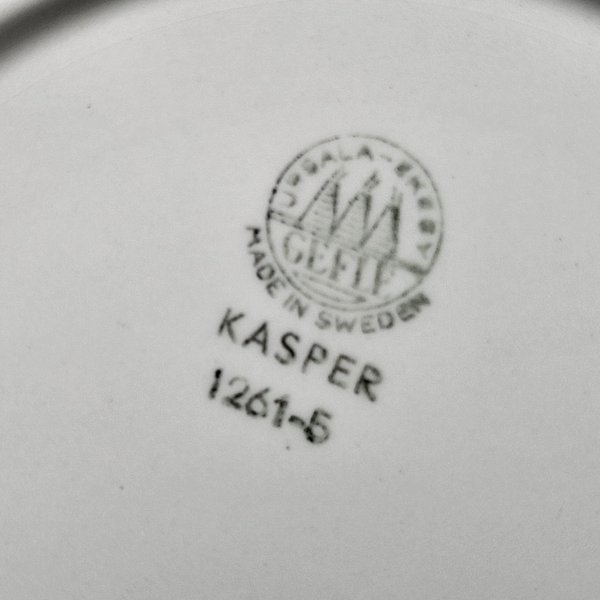 UPSALA-EKEBY
GEFLE
MADE IN SWEDEN
KASPER
1261-5